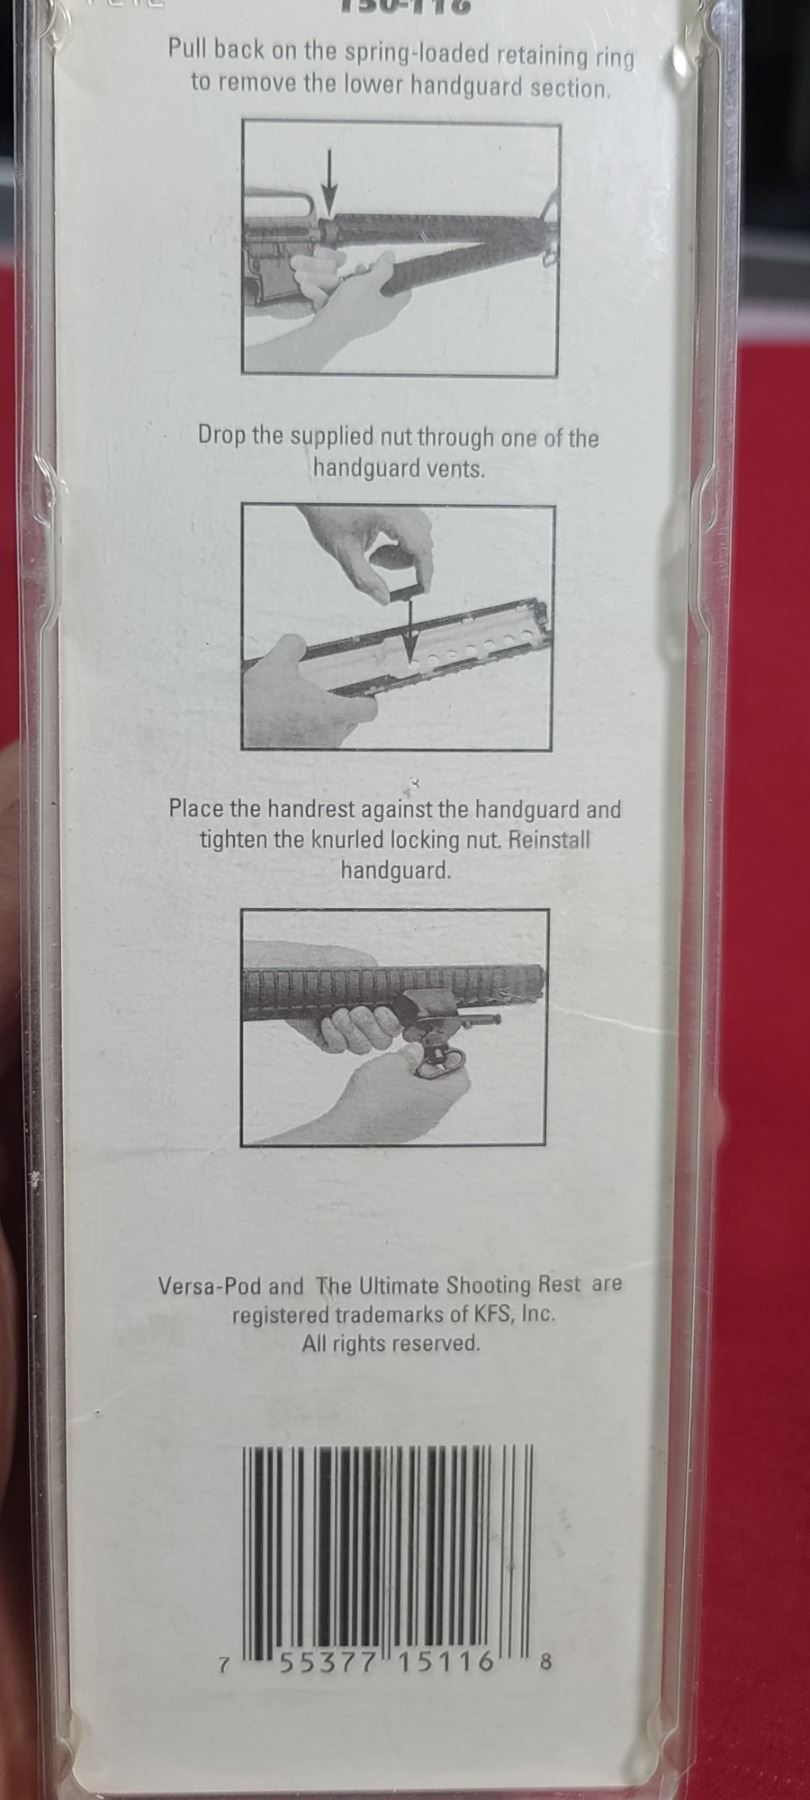 150-116
Pull back on the spring-loaded retaining ring
to remove the lower handguard section.
Drop the supplied nut through one of the
handguard vents.
Place the handrest against the handguard and
tighten the knurled locking nut. Reinstall
handguard.
Versa-Pod and The Ultimate Shooting Rest are
registered trademarks of KFS, Inc.
All rights reserved.
7 55377 15116 8